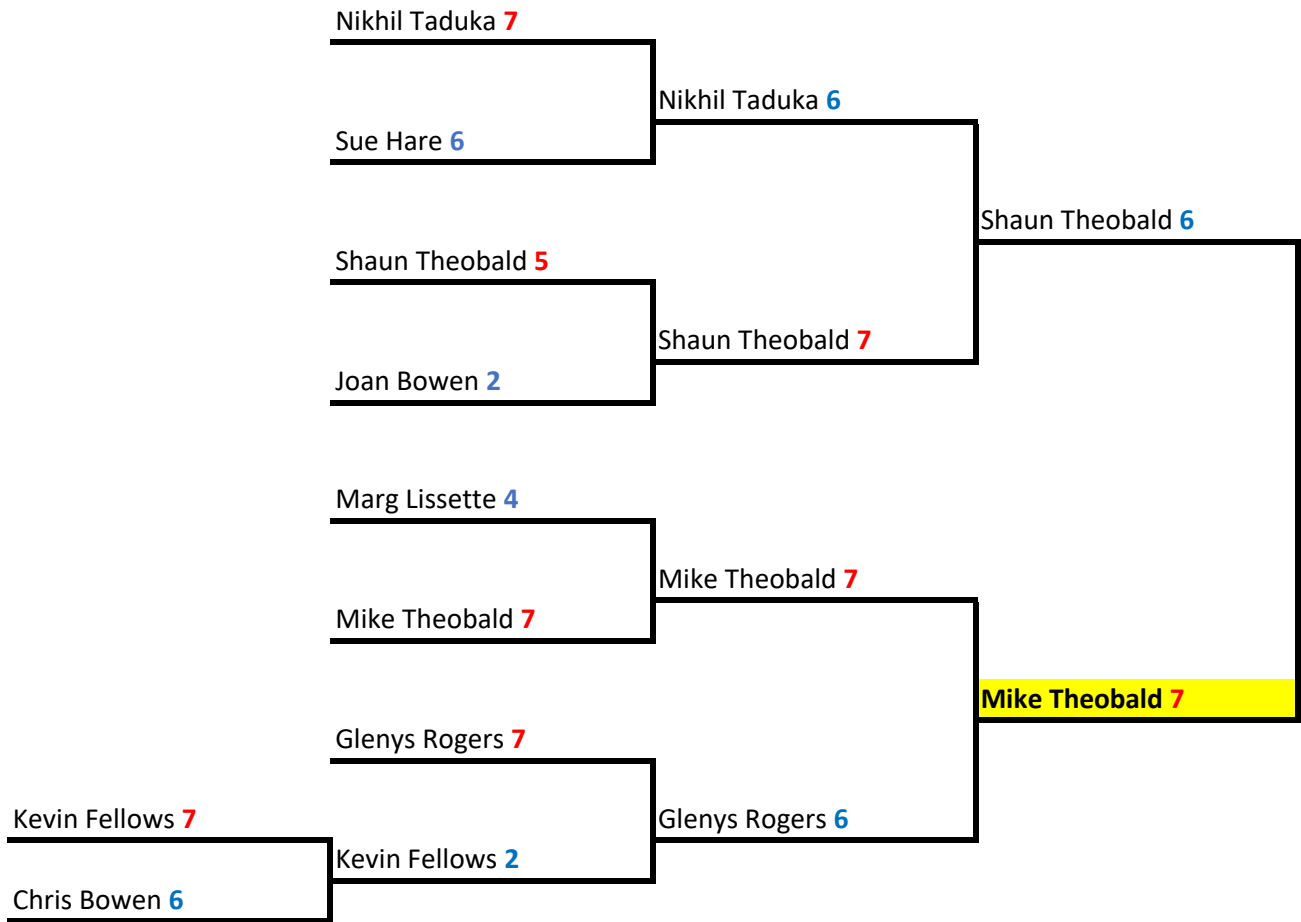 Nikhil Taduka 7
Nikhil Taduka 6
Sue Hare 6
Shaun Theobald 6
Shaun Theobald 5
Shaun Theobald 7
Joan Bowen 2
Marg Lissette 4
Mike Theobald 7
Mike Theobald 7
Mike Theobald 7
Glenys Rogers 7
Kevin Fellows 7
Glenys Rogers 6
Kevin Fellows 2
Chris Bowen 6